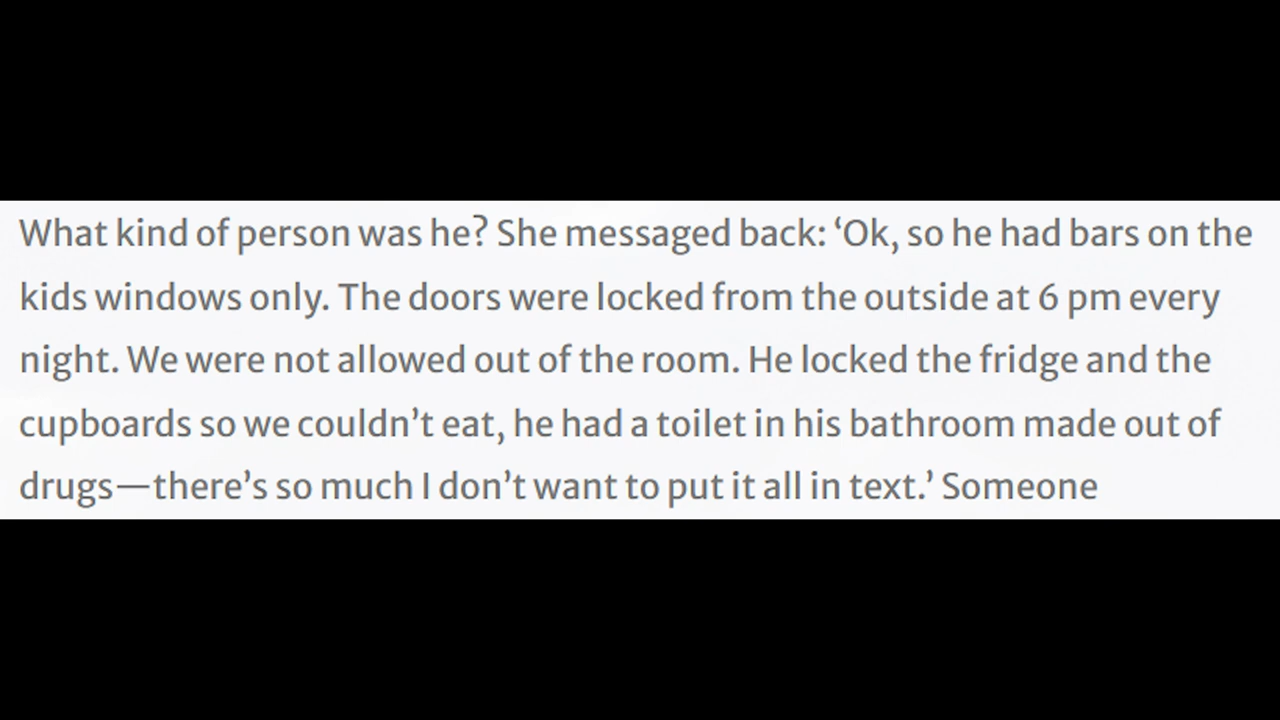 What kind of person was he? She messaged back: ‘Ok, so he had bars on the
kids windows only. The doors were locked from the outside at 6 pm every
night. We were not allowed out of the room. He locked the fridge and the
cupboards so we couldn’t eat, he had a toilet in his bathroom made out of
drugs—there’s so much I don’t want to put it all in text.’ Someone